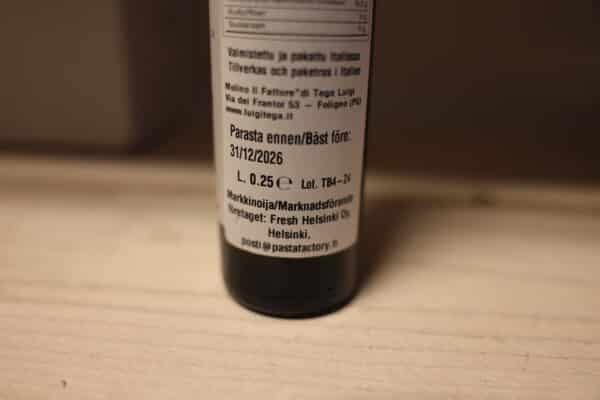 Valmistettu ja pakattu Italiassa
Tillverkas och paketras i Italien
Molino Il Fattore" di Tega Luigi
Via dei Frantoi 53 – Foligno (PG)
www.luigitega.it
Parasta ennen/Bäst före:
31/12/2026
L. 0.25 ℮ Lot. TB4-24
Markkinoija/Marknadsförande
företaget: Fresh Helsinki Oy,
Helsinki,
posti@pastafactory.fi